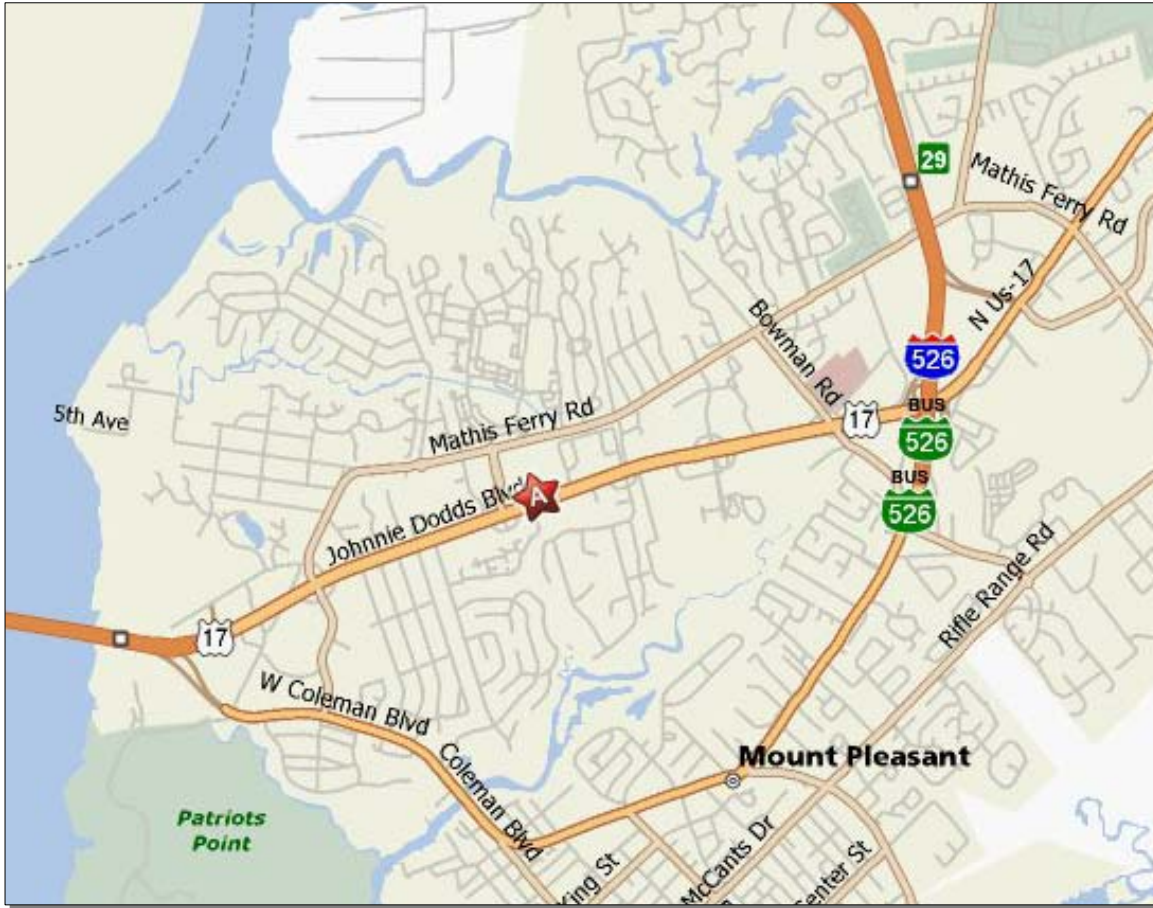 29
Mathis Ferry Rd
N Us-17
Bowman Rd
526
BUS
17
526
5th Ave
Mathis Ferry Rd
BUS
526
Johnnie Dodds Blvd
A
Rifle Range Rd
17
W Coleman Blvd
Coleman Blvd
Mount Pleasant
Patriots
Point
McCants Dr
King St
Center St